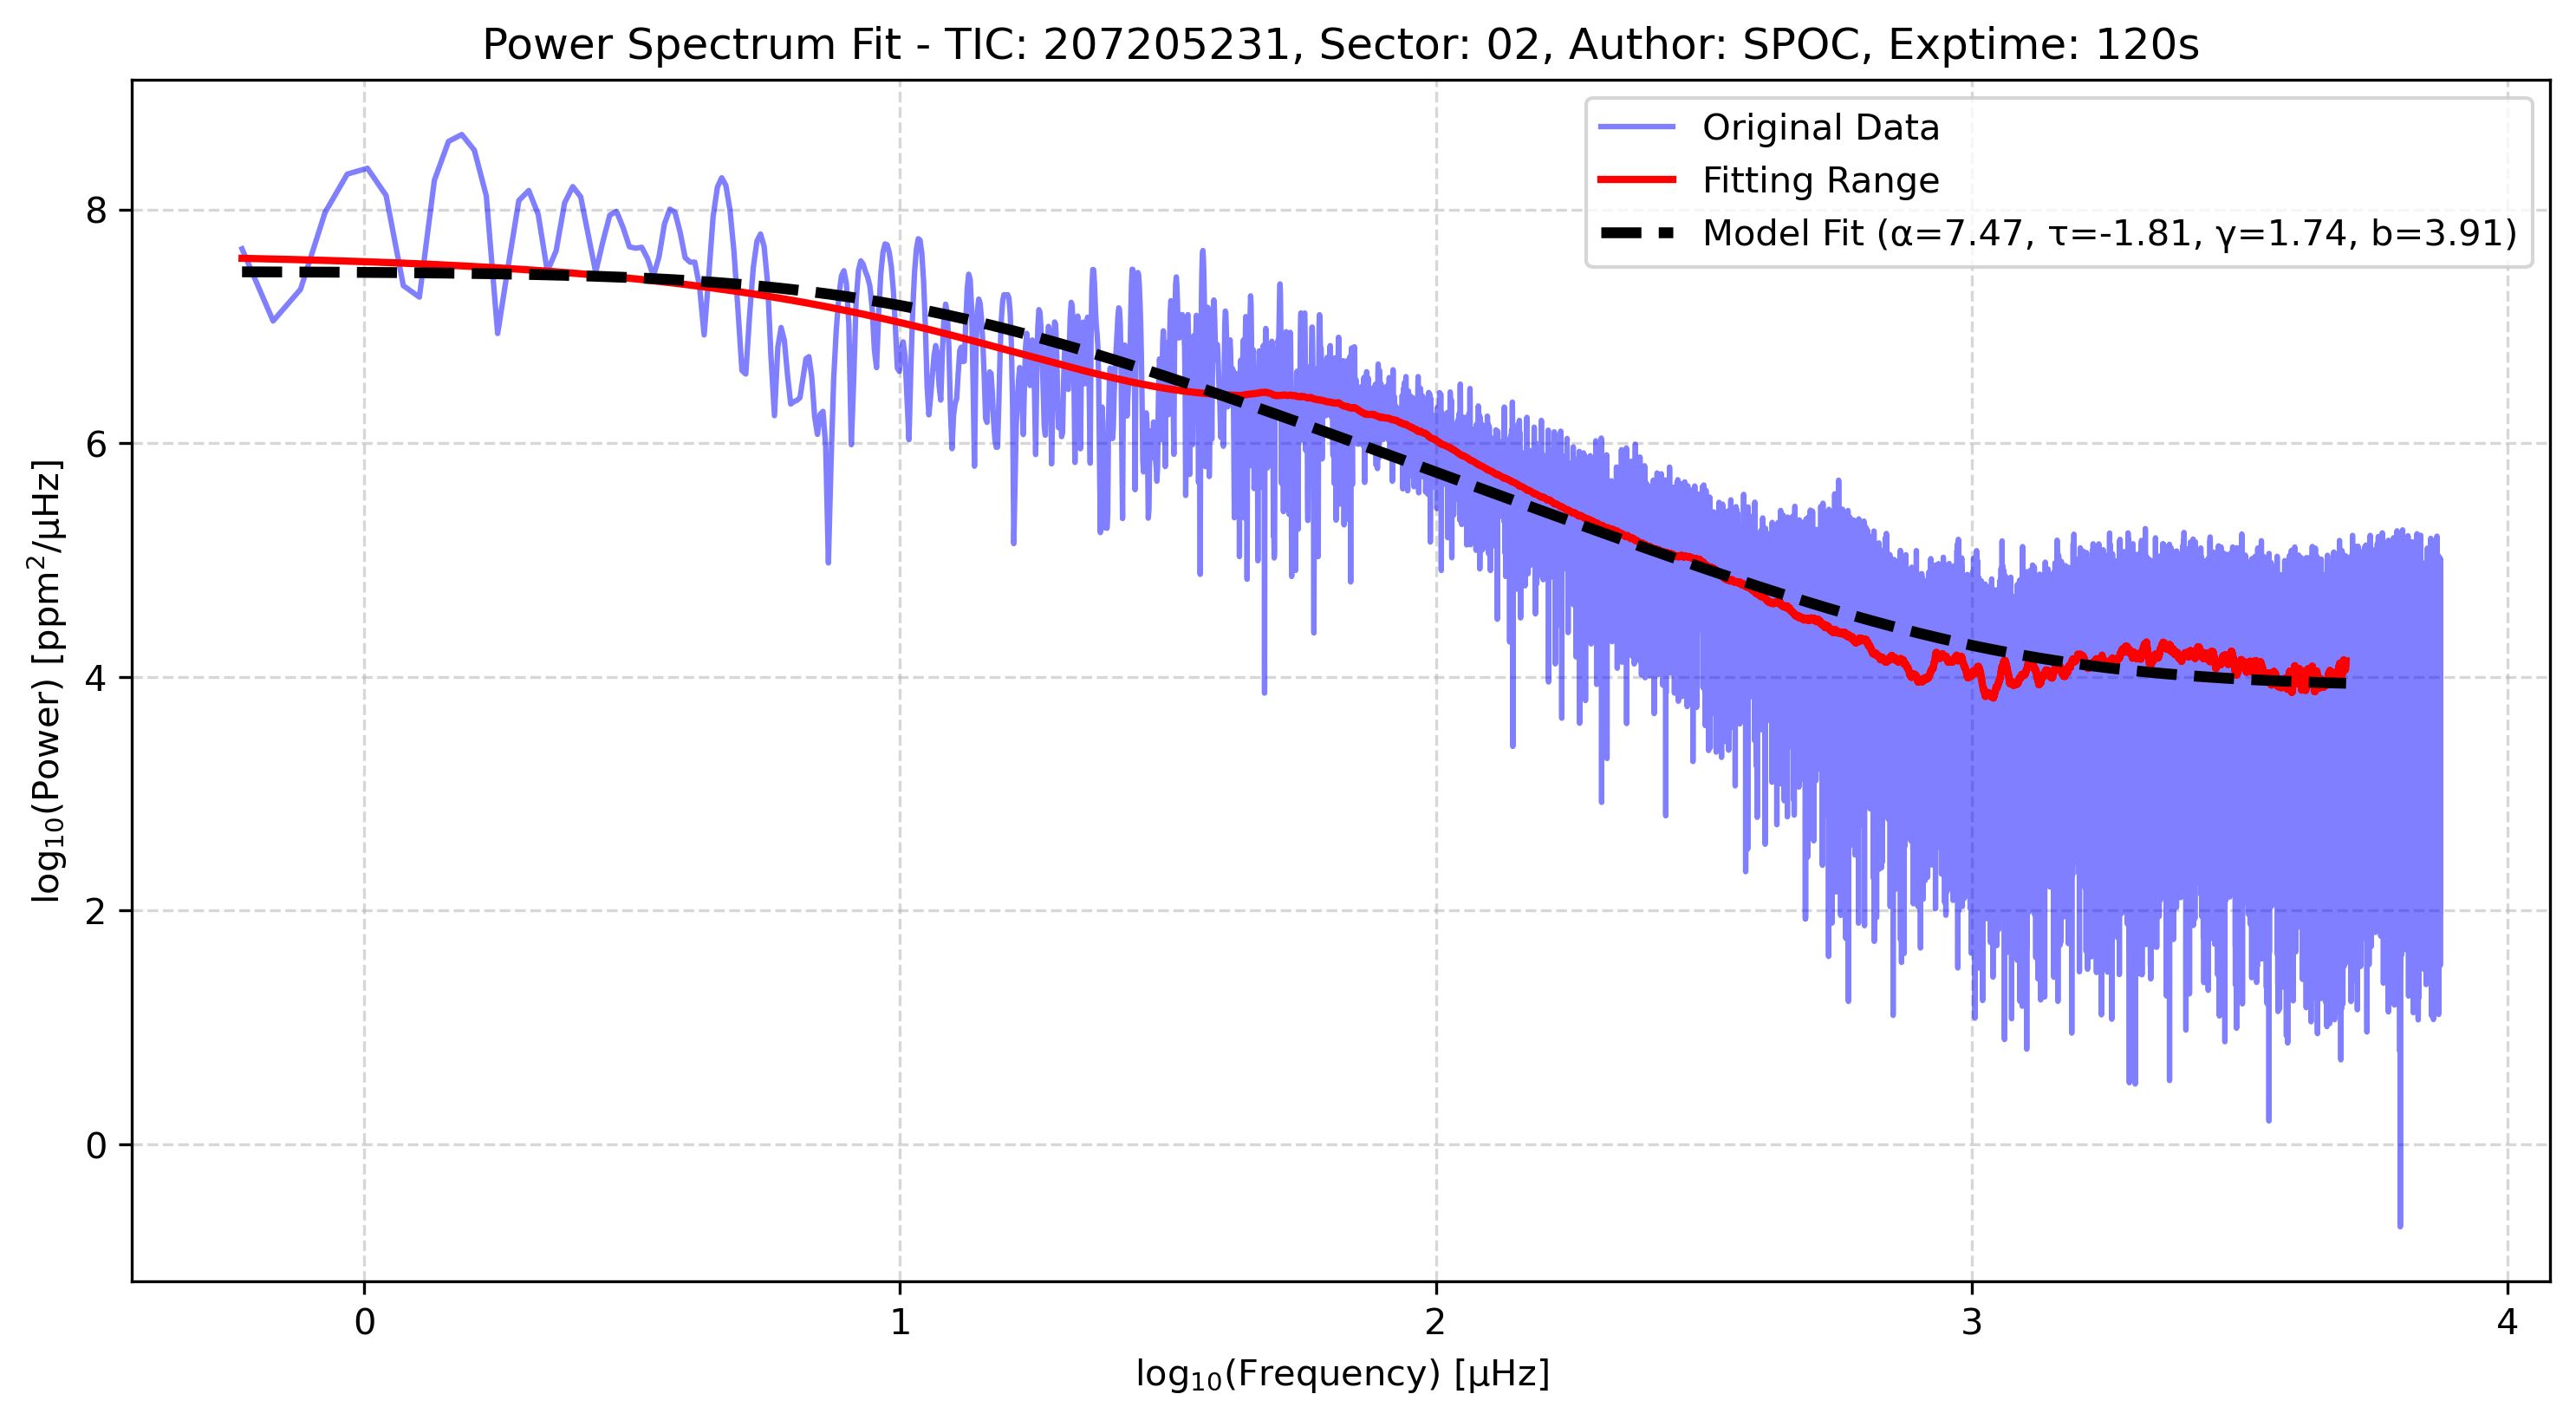 Power Spectrum Fit - TIC: 207205231, Sector: 02, Author: SPOC, Exptime: 120s
Original Data
Fitting Range
Model Fit (α=7.47, τ=-1.81, γ=1.74, b=3.91)
log₁₀(Power) [ppm²/μHz]
8
6
4
2
0
0 1 2 3 4
log₁₀(Frequency) [μHz]